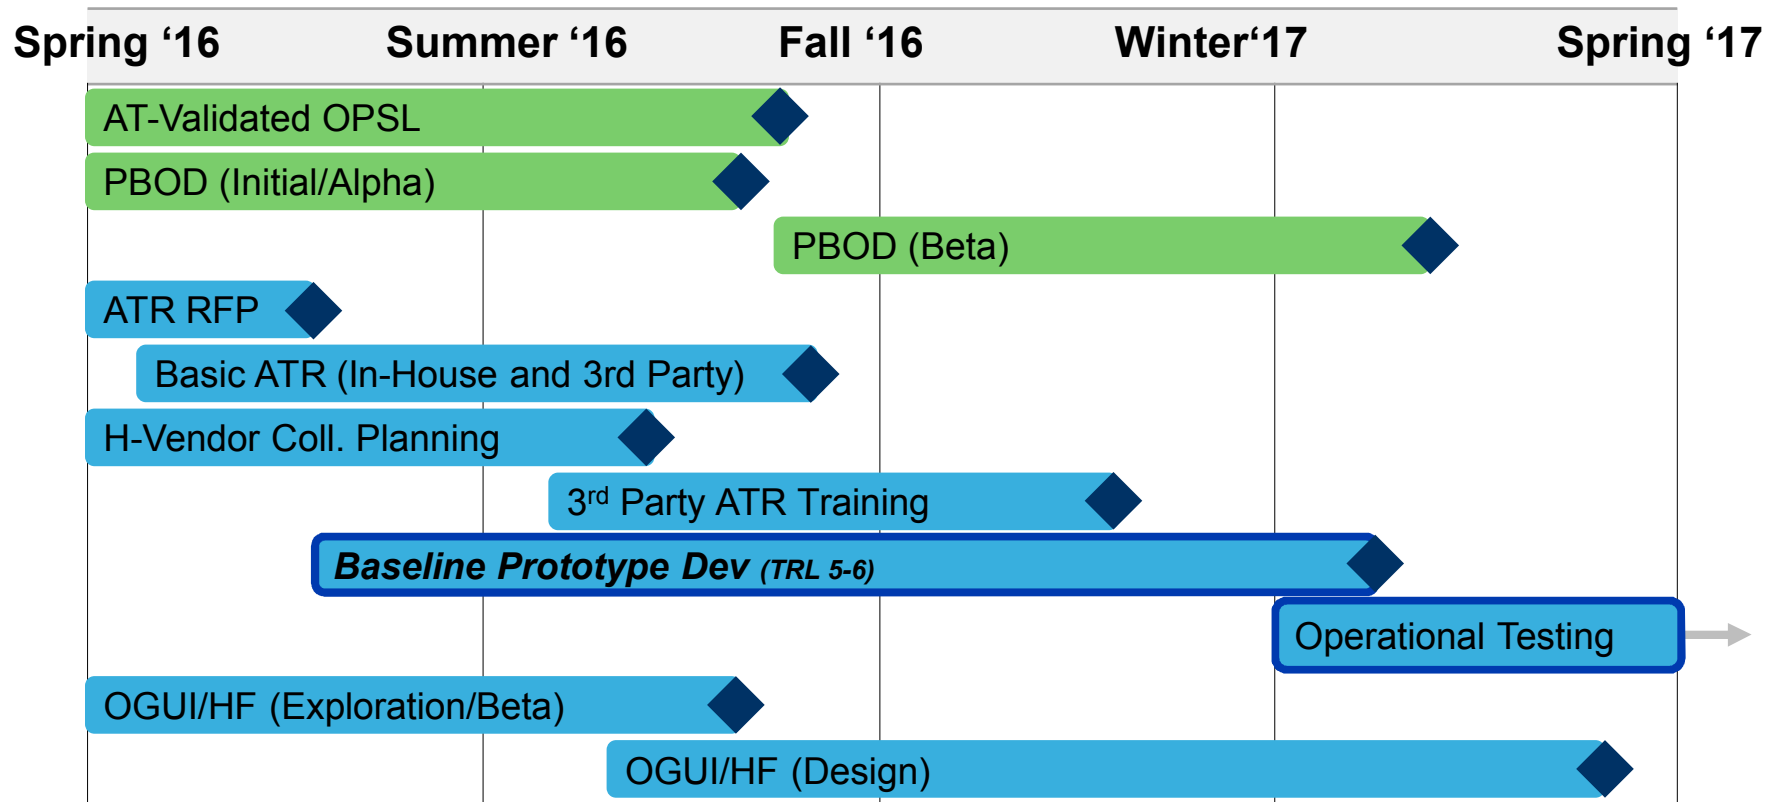 Spring ‘16 Summer ‘16 Fall ‘16 Winter‘17 Spring ‘17
AT-Validated OPSL
PBOD (Initial/Alpha)
PBOD (Beta)
ATR RFP
Basic ATR (In-House and 3rd Party)
H-Vendor Coll. Planning
3rd Party ATR Training
Baseline Prototype Dev (TRL 5-6)
Operational Testing
OGUI/HF (Exploration/Beta)
OGUI/HF (Design)